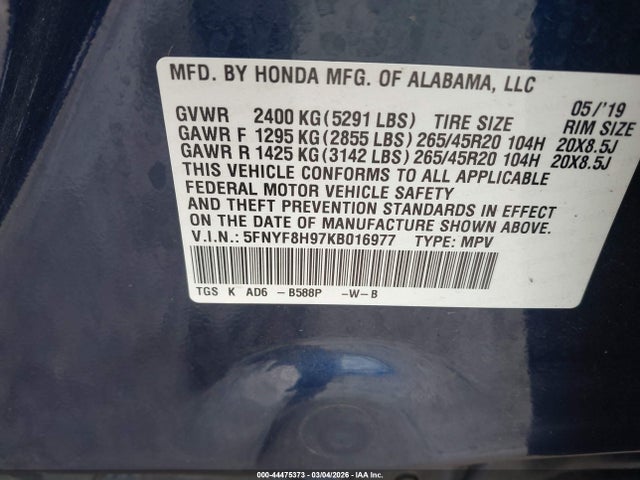 MFD. BY HONDA MFG. OF ALABAMA, LLC
05/'19
GVWR 2400 KG(5291 LBS) TIRE SIZE RIM SIZE
GAWR F 1295 KG(2855 LBS) 265/45R20 104H 20X8.5J
GAWR R 1425 KG(3142 LBS) 265/45R20 104H 20X8.5J
THIS VEHICLE CONFORMS TO ALL APPLICABLE
FEDERAL MOTOR VEHICLE SAFETY
AND THEFT PREVENTION STANDARDS IN EFFECT
ON THE DATE OF MANUFACTURE SHOWN ABOVE.
V.I.N.: 5FNYF8H97KB016977 TYPE: MPV
TGS K AD6 - B588P -W-B
000-44475373 - 03/04/2026 - IAA Inc.